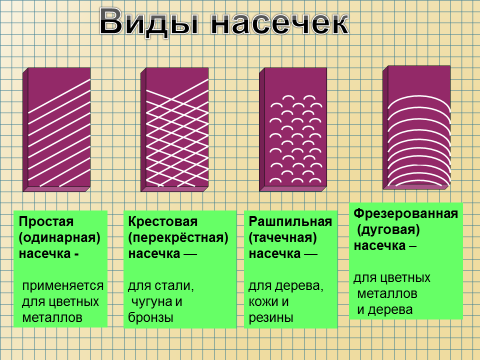 Виды насечек
Простая
(одинарная)
насечка -
применяется
для цветных
металлов
Крестовая
(перекрёстная)
насечка —
для стали,
чугуна и
бронзы
Рашпильная
(тачечная)
насечка —
для дерева,
кожи и
резины
Фрезерованная
(дуговая)
насечка –
для цветных
металлов
и дерева